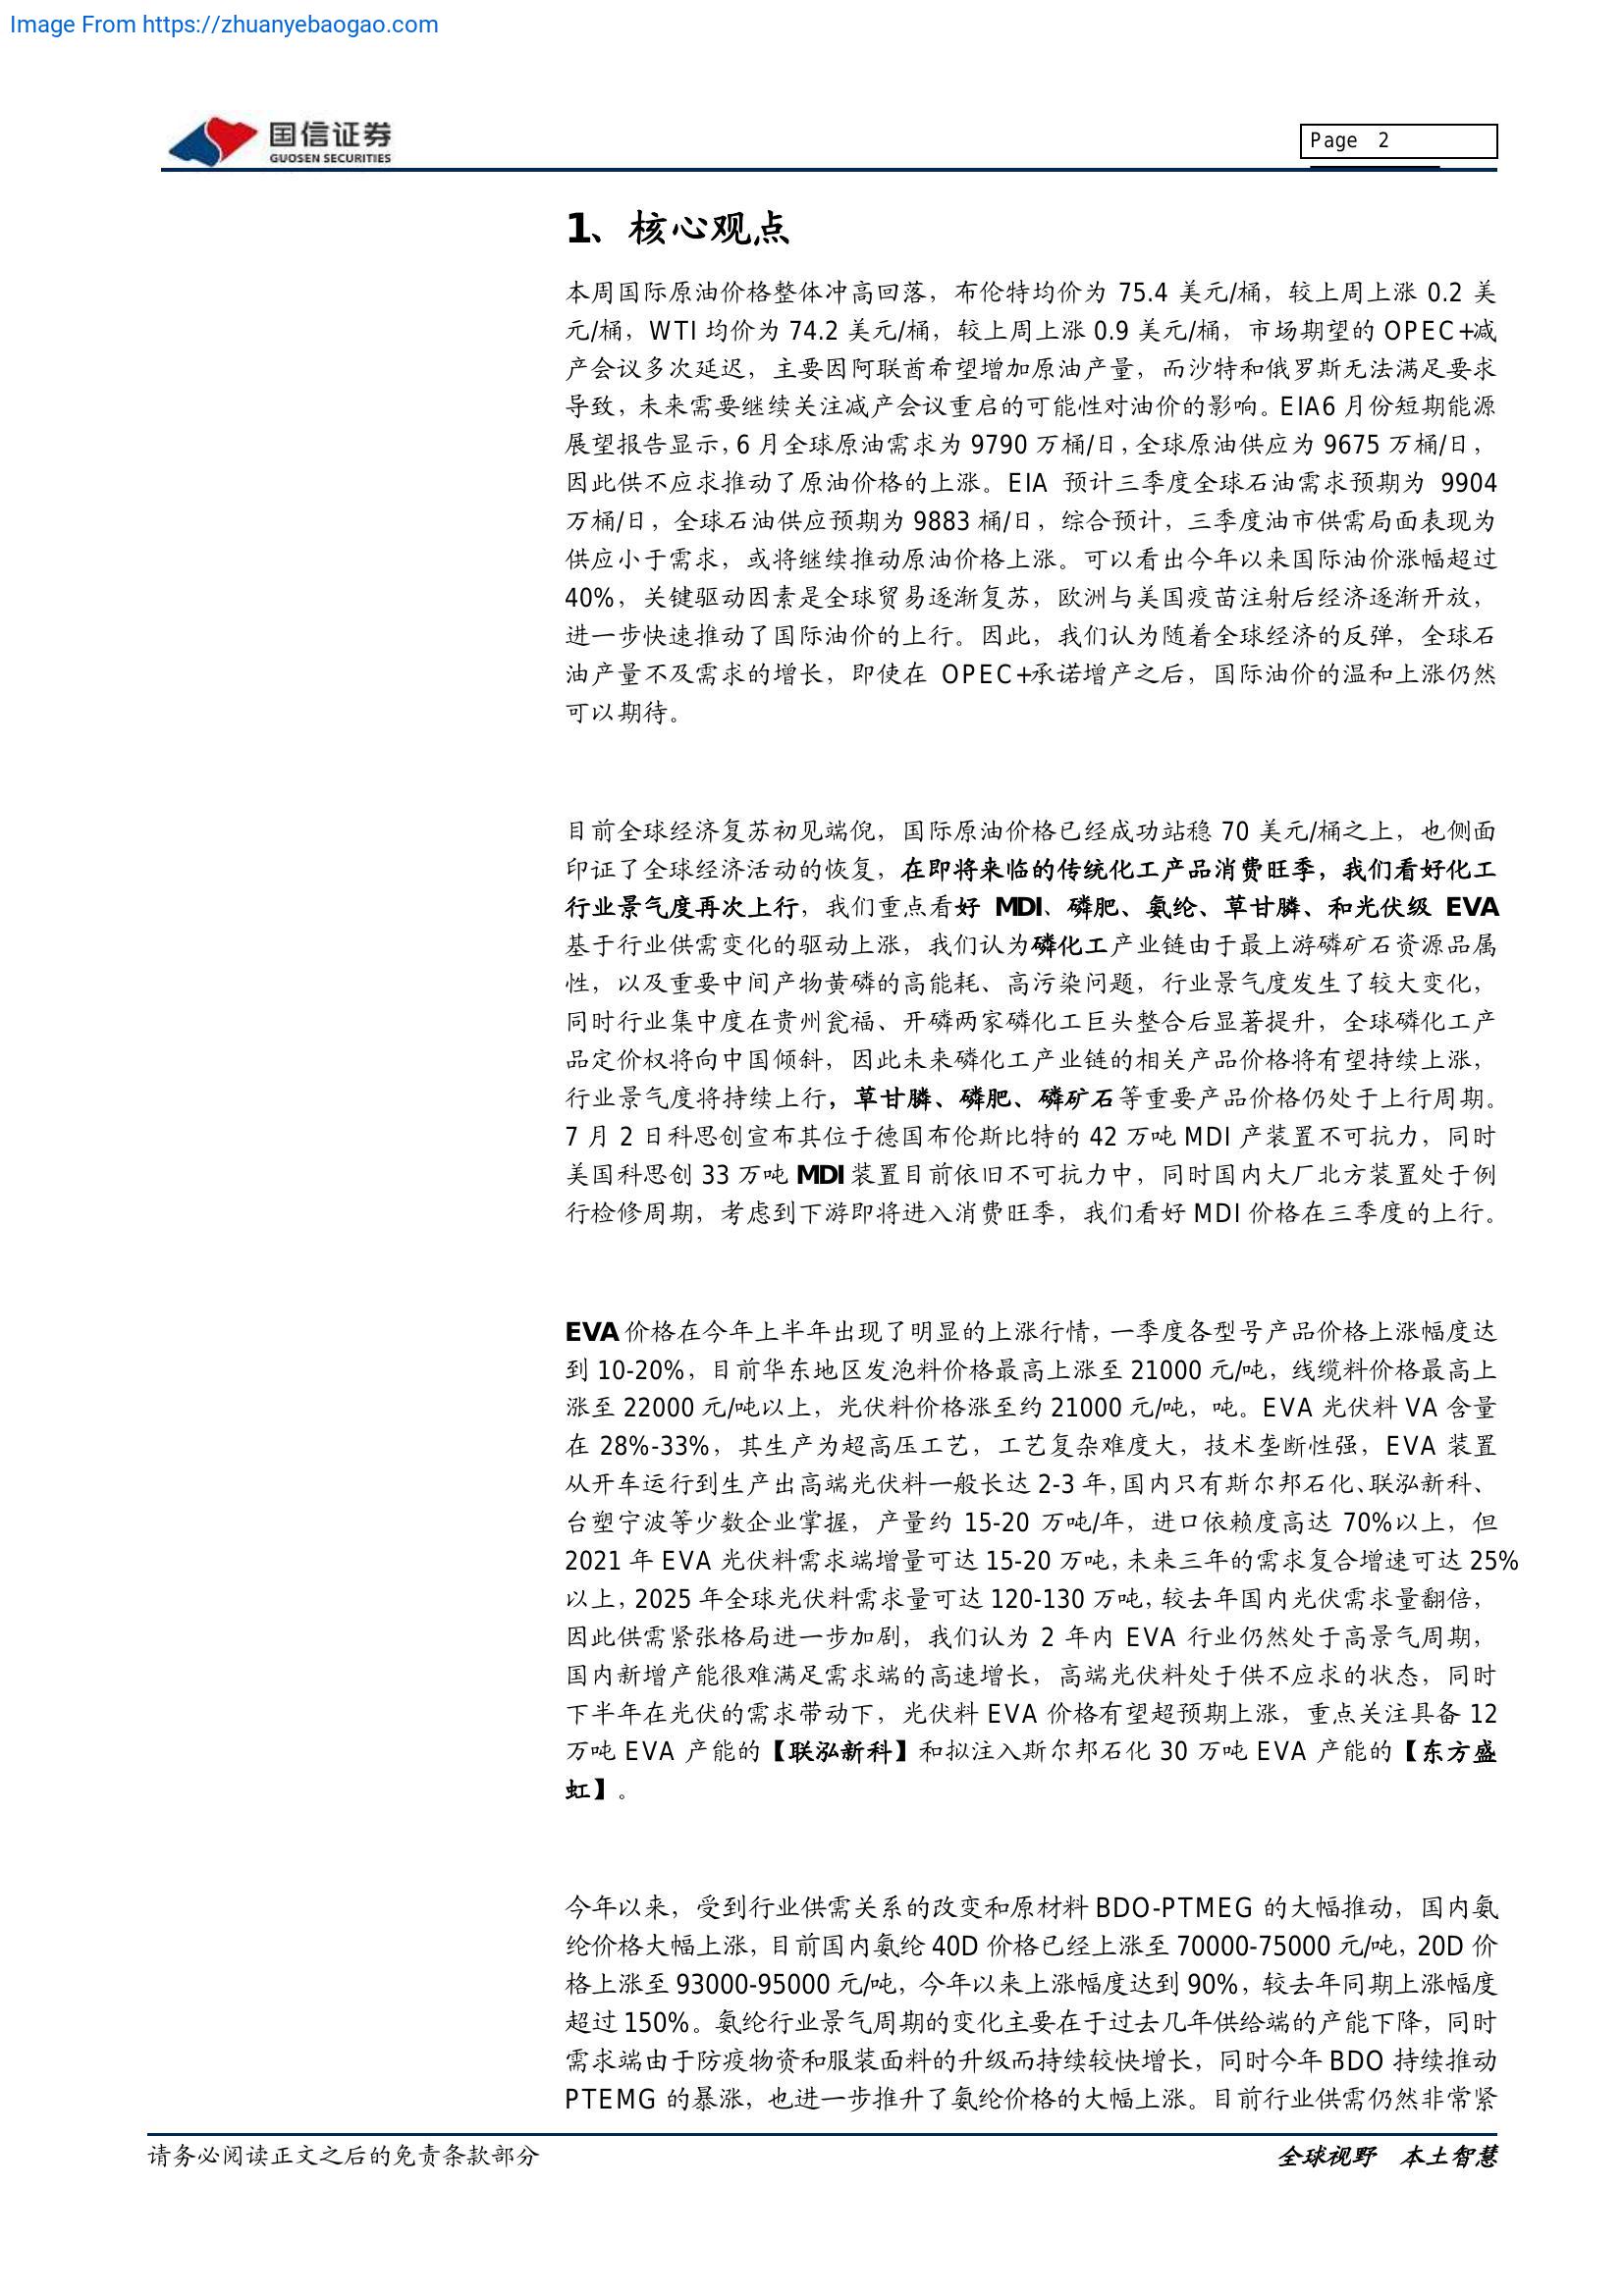 Image From https://zhuanyebaogao.com
国信证券
GUOSEN SECURITIES
Page 2
1、核心观点
本周国际原油价格整体冲高回落，布伦特均价为 75.4 美元/桶，较上周上涨 0.2 美
元/桶，WTI 均价为 74.2 美元/桶，较上周上涨 0.9 美元/桶，市场期望的 OPEC+减
产会议多次延迟，主要因阿联酋希望增加原油产量，而沙特和俄罗斯无法满足要求
导致，未来需要继续关注减产会议重启的可能性对油价的影响。EIA6 月份短期能源
展望报告显示，6 月全球原油需求为 9790 万桶/日，全球原油供应为 9675 万桶/日，
因此供不应求推动了原油价格的上涨。EIA 预计三季度全球石油需求预期为 9904
万桶/日，全球石油供应预期为 9883 桶/日，综合预计，三季度油市供需局面表现为
供应小于需求，或将继续推动原油价格上涨。可以看出今年以来国际油价涨幅超过
40%，关键驱动因素是全球贸易逐渐复苏，欧洲与美国疫苗注射后经济逐渐开放，
进一步快速推动了国际油价的上行。因此，我们认为随着全球经济的反弹，全球石
油产量不及需求的增长，即使在 OPEC+承诺增产之后，国际油价的温和上涨仍然
可以期待。
目前全球经济复苏初见端倪，国际原油价格已经成功站稳 70 美元/桶之上，也侧面
印证了全球经济活动的恢复，在即将来临的传统化工产品消费旺季，我们看好化工
行业景气度再次上行，我们重点看好 MDI、磷肥、氨纶、草甘膦、和光伏级 EVA
基于行业供需变化的驱动上涨，我们认为磷化工产业链由于最上游磷矿石资源品属
性，以及重要中间产物黄磷的高能耗、高污染问题，行业景气度发生了较大变化，
同时行业集中度在贵州瓮福、开磷两家磷化工巨头整合后显著提升，全球磷化工产
品定价权将向中国倾斜，因此未来磷化工产业链的相关产品价格将有望持续上涨，
行业景气度将持续上行，草甘膦、磷肥、磷矿石等重要产品价格仍处于上行周期。
7 月 2 日科思创宣布其位于德国布伦斯比特的 42 万吨 MDI 产装置不可抗力，同时
美国科思创 33 万吨 MDI 装置目前依旧不可抗力中，同时国内大厂北方装置处于例
行检修周期，考虑到下游即将进入消费旺季，我们看好 MDI 价格在三季度的上行。
EVA 价格在今年上半年出现了明显的上涨行情，一季度各型号产品价格上涨幅度达
到 10-20%，目前华东地区发泡料价格最高上涨至 21000 元/吨，线缆料价格最高上
涨至 22000 元/吨以上，光伏料价格涨至约 21000 元/吨，吨。EVA 光伏料 VA 含量
在 28%-33%，其生产为超高压工艺，工艺复杂难度大，技术垄断性强，EVA 装置
从开车运行到生产出高端光伏料一般长达 2-3 年，国内只有斯尔邦石化、联泓新科、
台塑宁波等少数企业掌握，产量约 15-20 万吨/年，进口依赖度高达 70%以上，但
2021 年 EVA 光伏料需求端增量可达 15-20 万吨，未来三年的需求复合增速可达 25%
以上，2025 年全球光伏料需求量可达 120-130 万吨，较去年国内光伏需求量翻倍，
因此供需紧张格局进一步加剧，我们认为 2 年内 EVA 行业仍然处于高景气周期，
国内新增产能很难满足需求端的高速增长，高端光伏料处于供不应求的状态，同时
下半年在光伏的需求带动下，光伏料 EVA 价格有望超预期上涨，重点关注具备 12
万吨 EVA 产能的【联泓新科】和拟注入斯尔邦石化 30 万吨 EVA 产能的【东方盛
虹】。
今年以来，受到行业供需关系的改变和原材料 BDO-PTMEG 的大幅推动，国内氨
纶价格大幅上涨，目前国内氨纶 40D 价格已经上涨至 70000-75000 元/吨，20D 价
格上涨至 93000-95000 元/吨，今年以来上涨幅度达到 90%，较去年同期上涨幅度
超过 150%。氨纶行业景气周期的变化主要在于过去几年供给端的产能下降，同时
需求端由于防疫物资和服装面料的升级而持续较快增长，同时今年 BDO 持续推动
PTEMG 的暴涨，也进一步推升了氨纶价格的大幅上涨。目前行业供需仍然非常紧
请务必阅读正文之后的免责条款部分
全球视野 本土智慧